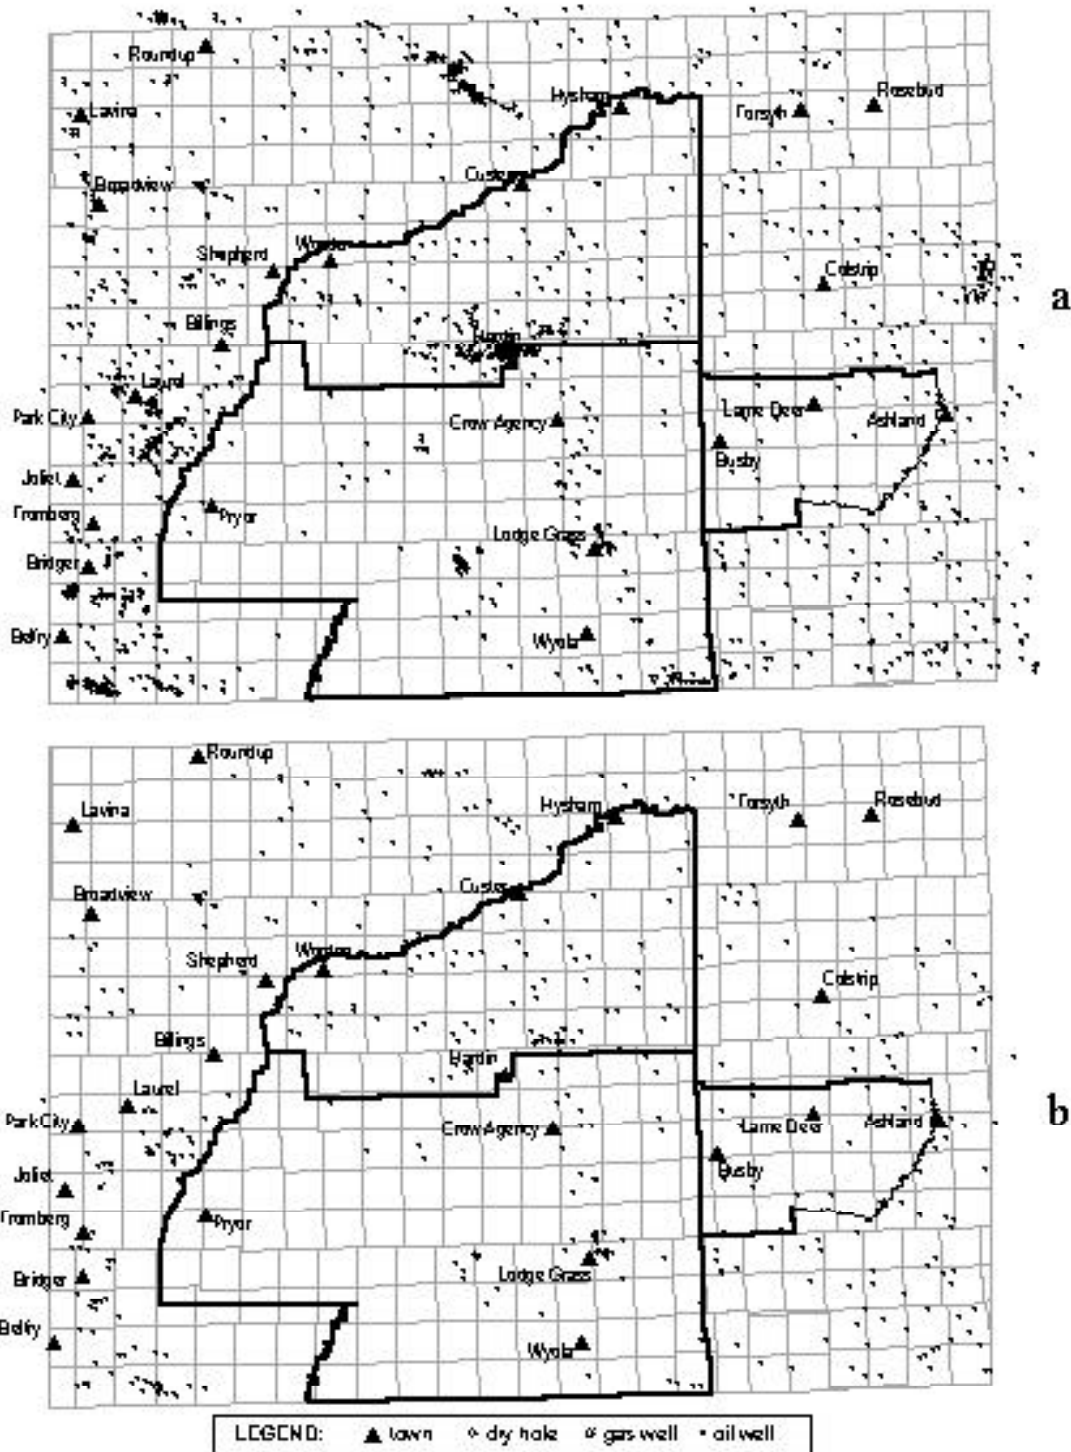 Roundup
Lavina
Hysham
Forsyth
Rosebud
Broadview
Custer
Shepherd
Colstrip
a
Billings
Hardin
Laurel
Park City
Crow Agency
Lame Deer
Ashland
Busby
Joliet
Fromberg
Pryor
Lodge Grass
Bridger
Belfry
Wyola
Roundup
Lavina
Hysham
Forsyth
Rosebud
Broadview
Custer
Shepherd
Worden
Colstrip
Billings
Hardin
Laurel
Park City
Crow Agency
Lame Deer
Ashland
b
Busby
Joliet
Fromberg
Pryor
Bridger
Lodge Grass
Belfry
Wyola
LEGEND: town dry hole gas well oil well